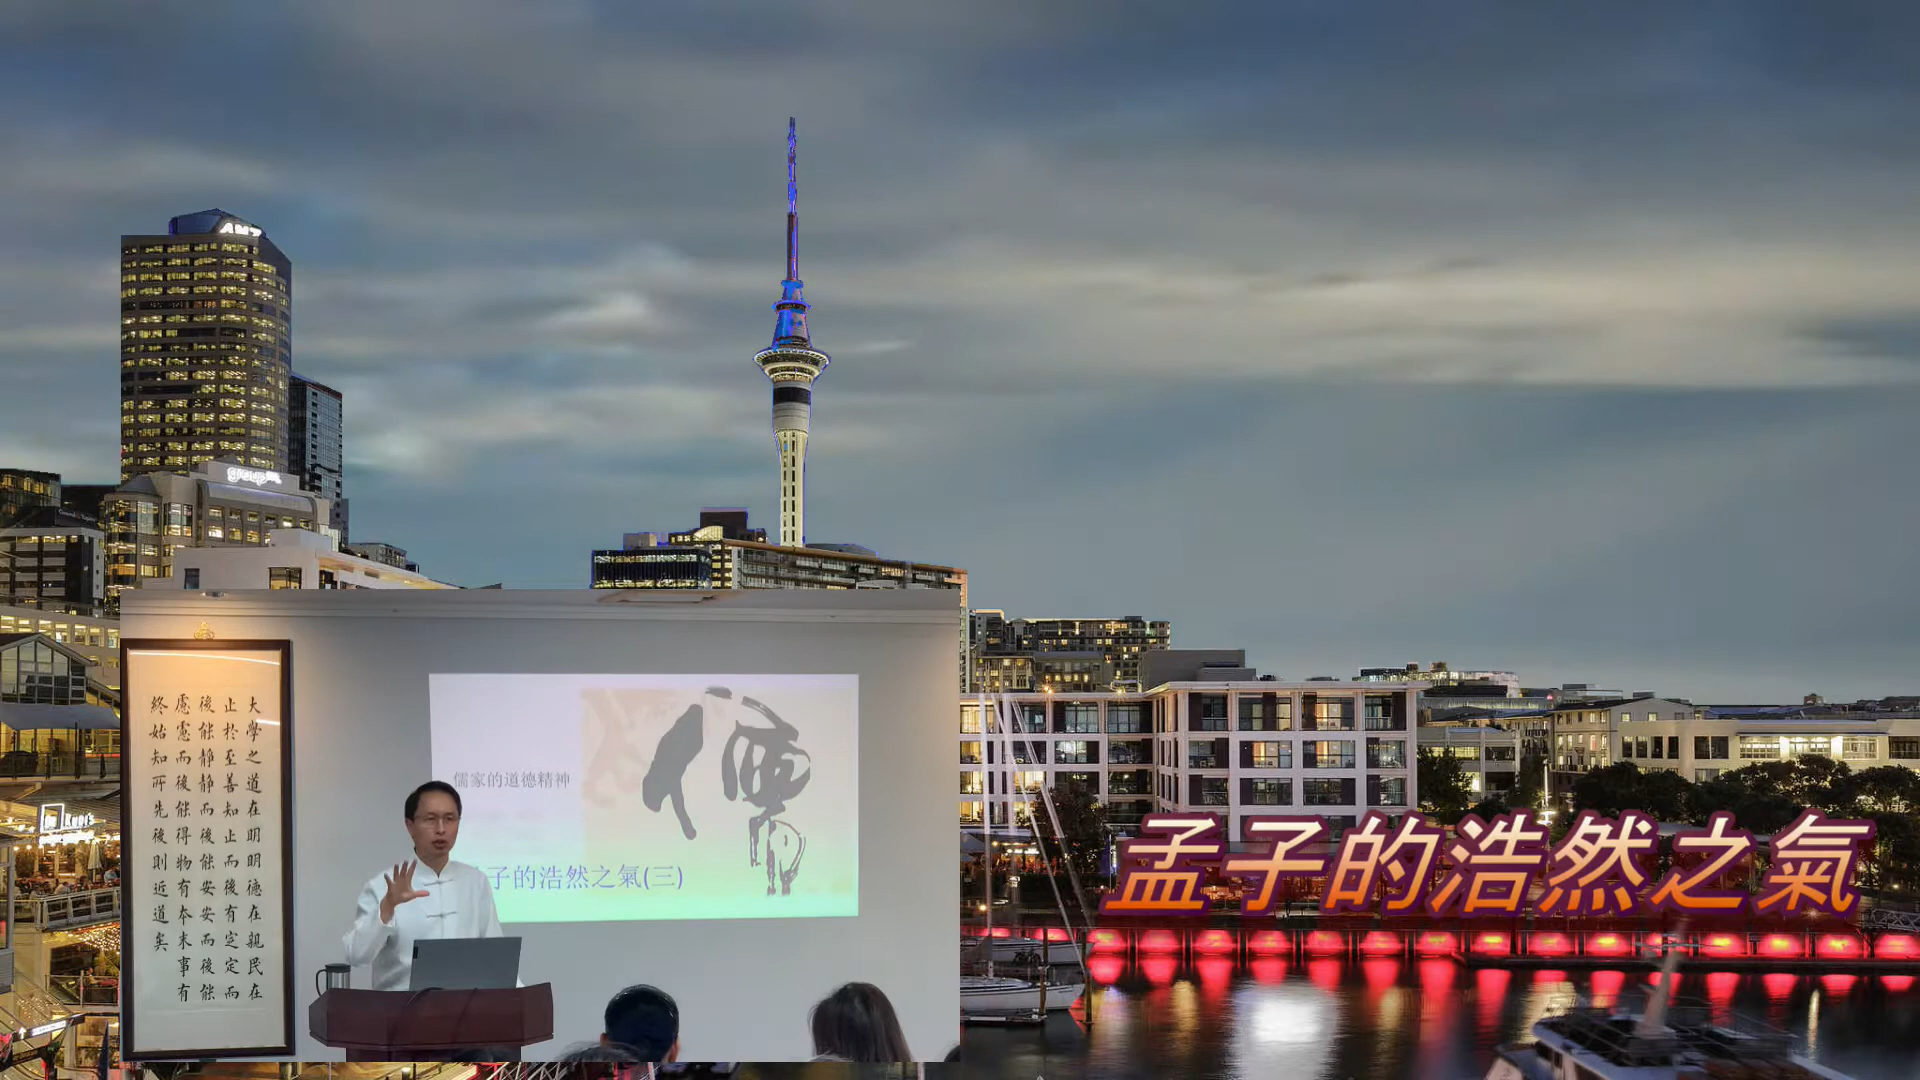 ANZ
group
大學之道在明明德在親民在
止於至善知止而後有定定而
後能靜靜而後能安安而後能
慮慮而後能得物有本末事有
終始知所先後則近道矣
儒家的道德精神
儒
子的浩然之氣(三)
孟子的浩然之氣